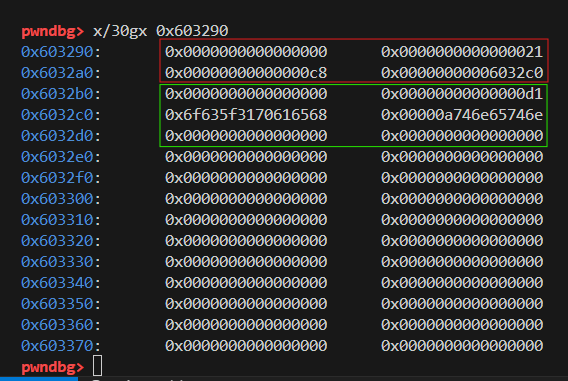 pwndbg> x/30gx 0x603290
0x603290: 0x0000000000000000 0x0000000000000021
0x6032a0: 0x00000000000000c8 0x00000000006032c0
0x6032b0: 0x0000000000000000 0x00000000000000d1
0x6032c0: 0x6f635f3170616568 0x00000a746e65746e
0x6032d0: 0x0000000000000000 0x0000000000000000
0x6032e0: 0x0000000000000000 0x0000000000000000
0x6032f0: 0x0000000000000000 0x0000000000000000
0x603300: 0x0000000000000000 0x0000000000000000
0x603310: 0x0000000000000000 0x0000000000000000
0x603320: 0x0000000000000000 0x0000000000000000
0x603330: 0x0000000000000000 0x0000000000000000
0x603340: 0x0000000000000000 0x0000000000000000
0x603350: 0x0000000000000000 0x0000000000000000
0x603360: 0x0000000000000000 0x0000000000000000
0x603370: 0x0000000000000000 0x0000000000000000
pwndbg>